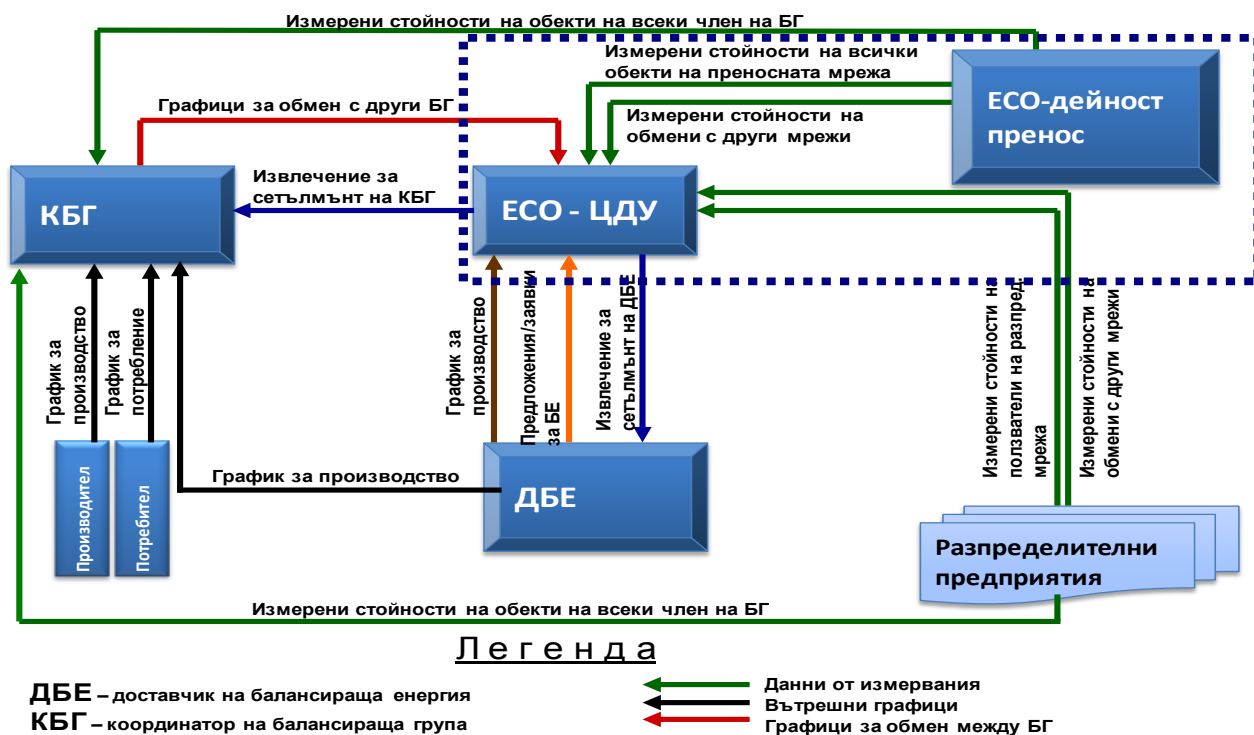 Измерени стойности на обекти на всеки член на БГ
Измерени стойности на всички
обекти на преносната мрежа
ЕСО-дейност
пренос
Графици за обмен с други БГ
Измерени стойности на
обмени с други мрежи
Извлечение за
сетълмънт на КБГ
КБГ
ЕСО - ЦДУ
График за
производство
График за
потребление
График за
производство
Предложения/заявки
за БЕ
Извлечение за
сетълмънт на ДБЕ
Измерени стойности на
ползватели на разпред.
мрежа
Измерени стойности на
обмени с други мрежи
Производител
Потребител
График за производство
ДБЕ
Разпределителни
предприятия
Измерени стойности на обекти на всеки член на БГ
Легенда
ДБЕ – доставчик на балансираща енергия
КБГ – координатор на балансираща група
Данни от измервания
Вътрешни графици
Графици за обмен между БГ